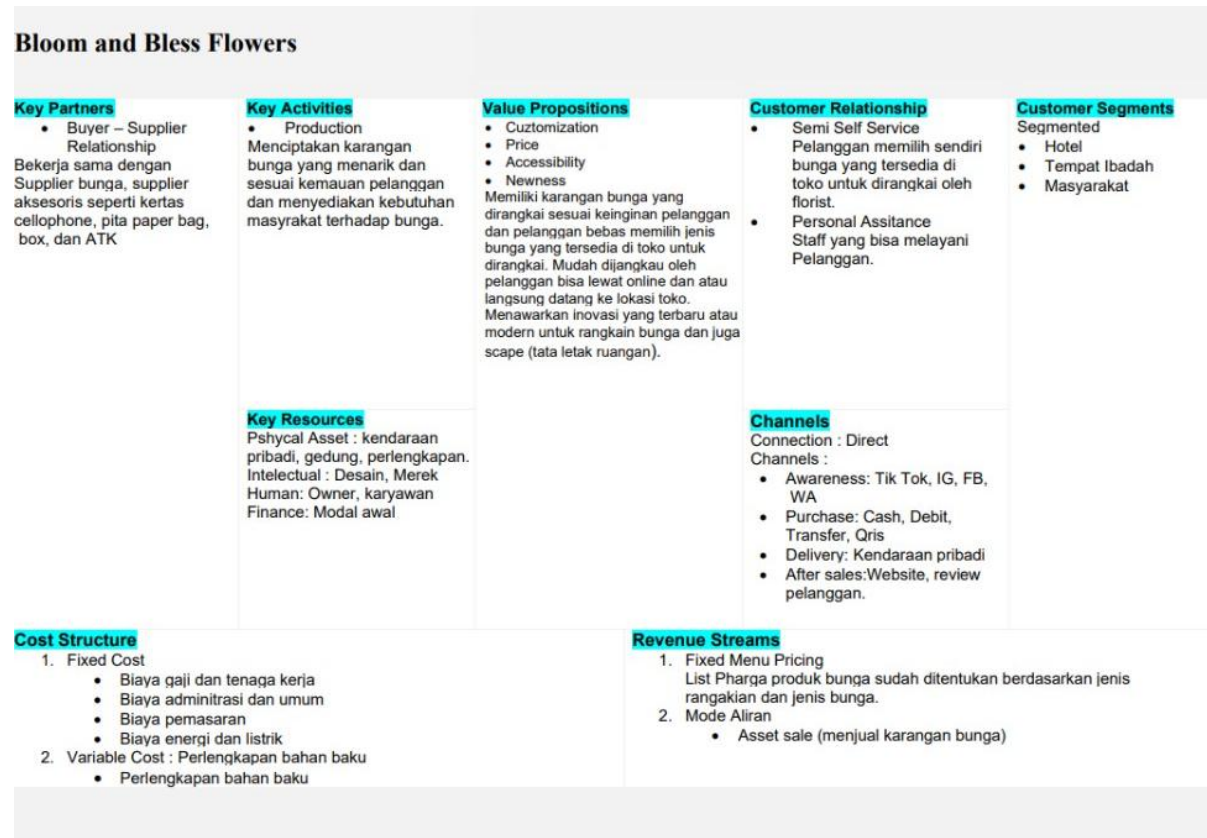 Bloom and Bless Flowers
Key Partners
• Buyer – Supplier
Relationship
Bekerja sama dengan
Supplier bunga, supplier
aksesoris seperti kertas
cellophone, pita paper bag,
box, dan ATK
Key Activities
• Production
Menciptakan karangan
bunga yang menarik dan
sesuai kemauan pelanggan
dan menyediakan kebutuhan
masyrakat terhadap bunga.
Key Resources
Pshycal Asset : kendaraan
pribadi, gedung, perlengkapan.
Intelectual : Desain, Merek
Human: Owner, karyawan
Finance: Modal awal
Value Propositions
• Cuztomization
• Price
• Accessibility
• Newness
Memiliki karangan bunga yang
dirangkai sesuai keinginan pelanggan
dan pelanggan bebas memilih jenis
bunga yang tersedia di toko untuk
dirangkai. Mudah dijangkau oleh
pelanggan bisa lewat online dan atau
langsung datang ke lokasi toko.
Menawarkan inovasi yang terbaru atau
modern untuk rangkain bunga dan juga
scape (tata letak ruangan).
Customer Relationship
• Semi Self Service
Pelanggan memilih sendiri
bunga yang tersedia di
toko untuk dirangkai oleh
florist.
• Personal Assitance
Staff yang bisa melayani
Pelanggan.
Channels
Connection : Direct
Channels :
• Awareness: Tik Tok, IG, FB,
WA
• Purchase: Cash, Debit,
Transfer, Qris
• Delivery: Kendaraan pribadi
• After sales:Website, review
pelanggan.
Customer Segments
Segmented
• Hotel
• Tempat Ibadah
• Masyarakat
Cost Structure
1. Fixed Cost
• Biaya gaji dan tenaga kerja
• Biaya adminitrasi dan umum
• Biaya pemasaran
• Biaya energi dan listrik
2. Variable Cost : Perlengkapan bahan baku
• Perlengkapan bahan baku
Revenue Streams
1. Fixed Menu Pricing
List Pharga produk bunga sudah ditentukan berdasarkan jenis
rangakian dan jenis bunga.
2. Mode Aliran
• Asset sale (menjual karangan bunga)